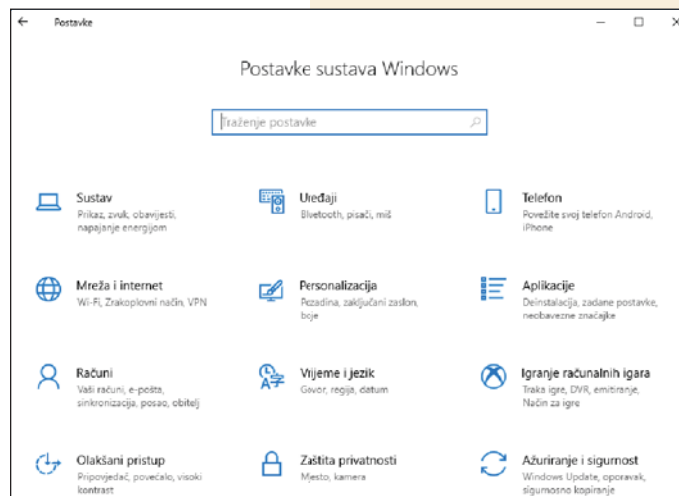 Postavke
Postavke sustava Windows
Traženje postavke
Sustav
Prikaz, zvuk, obavijesti,
napajanje energijom
Uređaji
Bluetooth, pisači, miš
Telefon
Povežite svoj telefon Android,
iPhone
Mreža i internet
Wi-Fi, Zrakoplovni način, VPN
Personalizacija
Pozadina, zaključani zaslon,
boje
Aplikacije
Deinstalacija, zadane postavke,
neobavezne značajke
Računi
Vaši računi, e-pošta,
sinkronizacija, posao, obitelj
Vrijeme i jezik
Govor, regija, datum
Igranje računalnih igara
Traka igre, DVR, emitiranje,
Način za igre
Olakšani pristup
Pripovjedač, povećalo, visoki
kontrast
Zaštita privatnosti
Mjesto, kamera
Ažuriranje i sigurnost
Windows Update, oporavak,
sigurnosno kopiranje